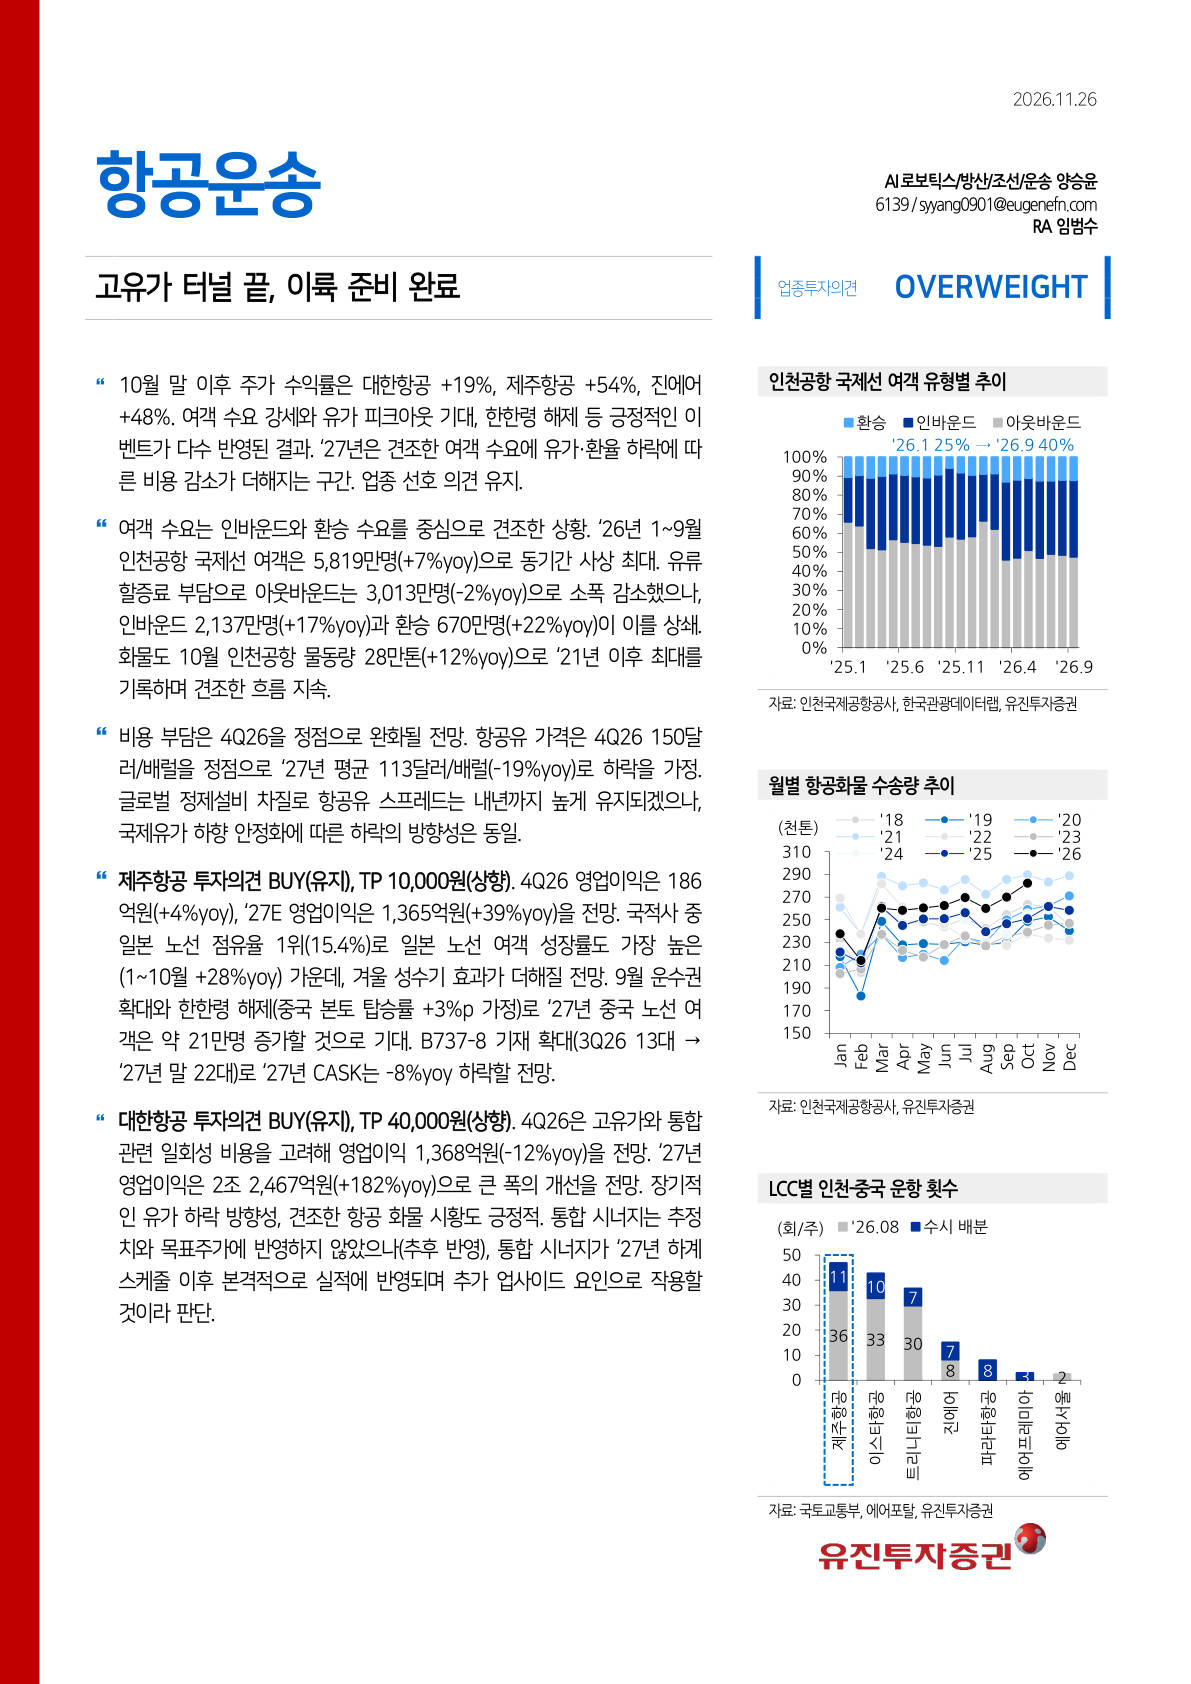 2026.11.26
항공운송
AI로보틱스/방산/조선/운송 양승윤
6139 / syyang0901@eugenefn.com
RA 임범수
고유가 터널 끝, 이륙 준비 완료
업종투자의견 OVERWEIGHT
“ 10월 말 이후 주가 수익률은 대한항공 +19%, 제주항공 +54%, 진에어
+48%. 여객 수요 강세와 유가 피크아웃 기대, 한한령 해제 등 긍정적인 이
벤트가 다수 반영된 결과. ‘27년은 견조한 여객 수요에 유가·환율 하락에 따
른 비용 감소가 더해지는 구간. 업종 선호 의견 유지.
“ 여객 수요는 인바운드와 환승 수요를 중심으로 견조한 상황. ‘26년 1~9월
인천공항 국제선 여객은 5,819만명(+7%yoy)으로 동기간 사상 최대. 유류
할증료 부담으로 아웃바운드는 3,013만명(-2%yoy)으로 소폭 감소했으나,
인바운드 2,137만명(+17%yoy)과 환승 670만명(+22%yoy)이 이를 상쇄.
화물도 10월 인천공항 물동량 28만톤(+12%yoy)으로 ‘21년 이후 최대를
기록하며 견조한 흐름 지속.
“ 비용 부담은 4Q26을 정점으로 완화될 전망. 항공유 가격은 4Q26 150달
러/배럴을 정점으로 ‘27년 평균 113달러/배럴(-19%yoy)로 하락을 가정.
글로벌 정제설비 차질로 항공유 스프레드는 내년까지 높게 유지되겠으나,
국제유가 하향 안정화에 따른 하락의 방향성은 동일.
“ 제주항공 투자의견 BUY(유지), TP 10,000원(상향). 4Q26 영업이익은 186
억원(+4%yoy), ‘27E 영업이익은 1,365억원(+39%yoy)을 전망. 국적사 중
일본 노선 점유율 1위(15.4%)로 일본 노선 여객 성장률도 가장 높은
(1~10월 +28%yoy) 가운데, 겨울 성수기 효과가 더해질 전망. 9월 운수권
확대와 한한령 해제(중국 본토 탑승률 +3%p 가정)로 ‘27년 중국 노선 여
객은 약 21만명 증가할 것으로 기대. B737-8 기재 확대(3Q26 13대 →
‘27년 말 22대)로 ‘27년 CASK는 -8%yoy 하락할 전망.
“ 대한항공 투자의견 BUY(유지), TP 40,000원(상향). 4Q26은 고유가와 통합
관련 일회성 비용을 고려해 영업이익 1,368억원(-12%yoy)을 전망. ‘27년
영업이익은 2조 2,467억원(+182%yoy)으로 큰 폭의 개선을 전망. 장기적
인 유가 하락 방향성, 견조한 항공 화물 시황도 긍정적. 통합 시너지는 추정
치와 목표주가에 반영하지 않았으나(추후 반영), 통합 시너지가 ‘27년 하계
스케줄 이후 본격적으로 실적에 반영되며 추가 업사이드 요인으로 작용할
것이라 판단.
인천공항 국제선 여객 유형별 추이
환승 인바운드 아웃바운드
'26.1 25% → '26.9 40%
100%
90%
80%
70%
60%
50%
40%
30%
20%
10%
0%
'25.1 '25.6 '25.11 '26.4 '26.9
자료: 인천국제공항공사, 한국관광데이터랩, 유진투자증권
월별 항공화물 수송량 추이
(천톤)
'18 '19 '20
'21 '22 '23
'24 '25 '26
310
290
270
250
230
210
190
170
150
Jan Feb Mar Apr May Jun Jul Aug Sep Oct Nov Dec
자료: 인천국제공항공사, 유진투자증권
LCC별 인천-중국 운항 횟수
(회/주) '26.08 수시 배분
50
40
30
20
10
0
11 10 7 7 8 3
36 33 30 8 2
제주항공 이스타항공 트리니티항공 진에어 파라타항공 에어프레미아 에어서울
자료: 국토교통부, 에어포탈, 유진투자증권
유진투자증권